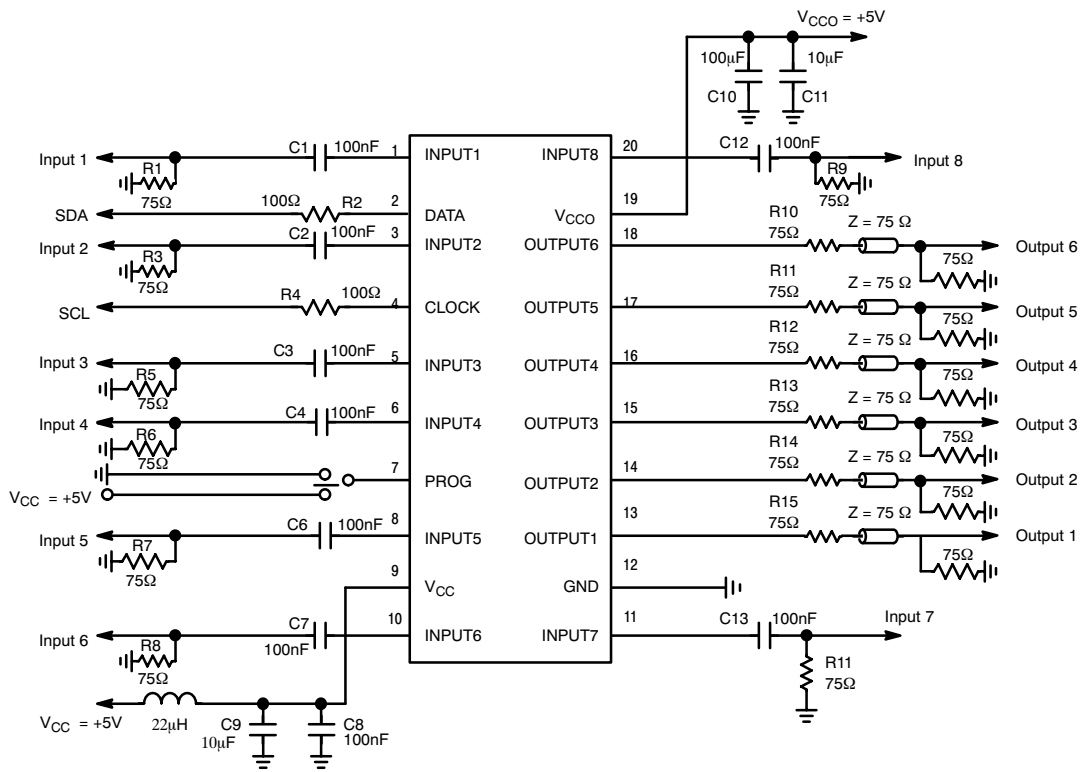 V_CCO = +5V
100μF
10μF
C10
C11
Input 1
R1
75Ω
C1
100nF
1
INPUT1
INPUT8
20
C12
100nF
R9
75Ω
Input 8
SDA
100Ω
R2
2
DATA
V_CCO
19
Input 2
R3
75Ω
C2
100nF
3
INPUT2
OUTPUT6
18
R10
75Ω
Z = 75 Ω
75Ω
Output 6
SCL
R4
100Ω
4
CLOCK
OUTPUT5
17
R11
75Ω
Z = 75 Ω
75Ω
Output 5
Input 3
R5
75Ω
C3
100nF
5
INPUT3
OUTPUT4
16
R12
75Ω
Z = 75 Ω
75Ω
Output 4
Input 4
R6
75Ω
C4
100nF
6
INPUT4
OUTPUT3
15
R13
75Ω
Z = 75 Ω
75Ω
Output 3
V_CC = +5V
7
PROG
OUTPUT2
14
R14
75Ω
Z = 75 Ω
75Ω
Output 2
Input 5
R7
75Ω
C6
100nF
8
INPUT5
OUTPUT1
13
R15
75Ω
Z = 75 Ω
75Ω
Output 1
9
V_CC
GND
12
Input 6
R8
75Ω
C7
100nF
10
INPUT6
INPUT7
11
C13
100nF
Input 7
R11
75Ω
V_CC = +5V
22μH
C9
10μF
C8
100nF